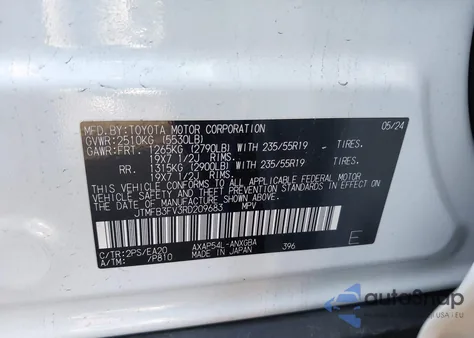 MFD.BY:TOYOTA MOTOR CORPORATION 05/24
GVWR:2510KG (5530LB)
GAWR:FRT. 1265KG (2790LB) WITH 235/55R19 TIRES.
19X7 1/2J RIMS.
RR. 1315KG (2900LB) WITH 235/55R19 TIRES.
19X7 1/2J RIMS.
THIS VEHICLE CONFORMS TO ALL APPLICABLE
FEDERAL MOTOR VEHICLE SAFETY STANDARDS IN
EFFECT ON THE DATE OF MANUFACTURE SHOWN ABOVE.
JTMFB3FV3RD209683 MPV
C/TR:2PS/EA20 AXAP54L-ANXGBA
A/TM: /P810 MADE IN JAPAN 396 E
autoSnap